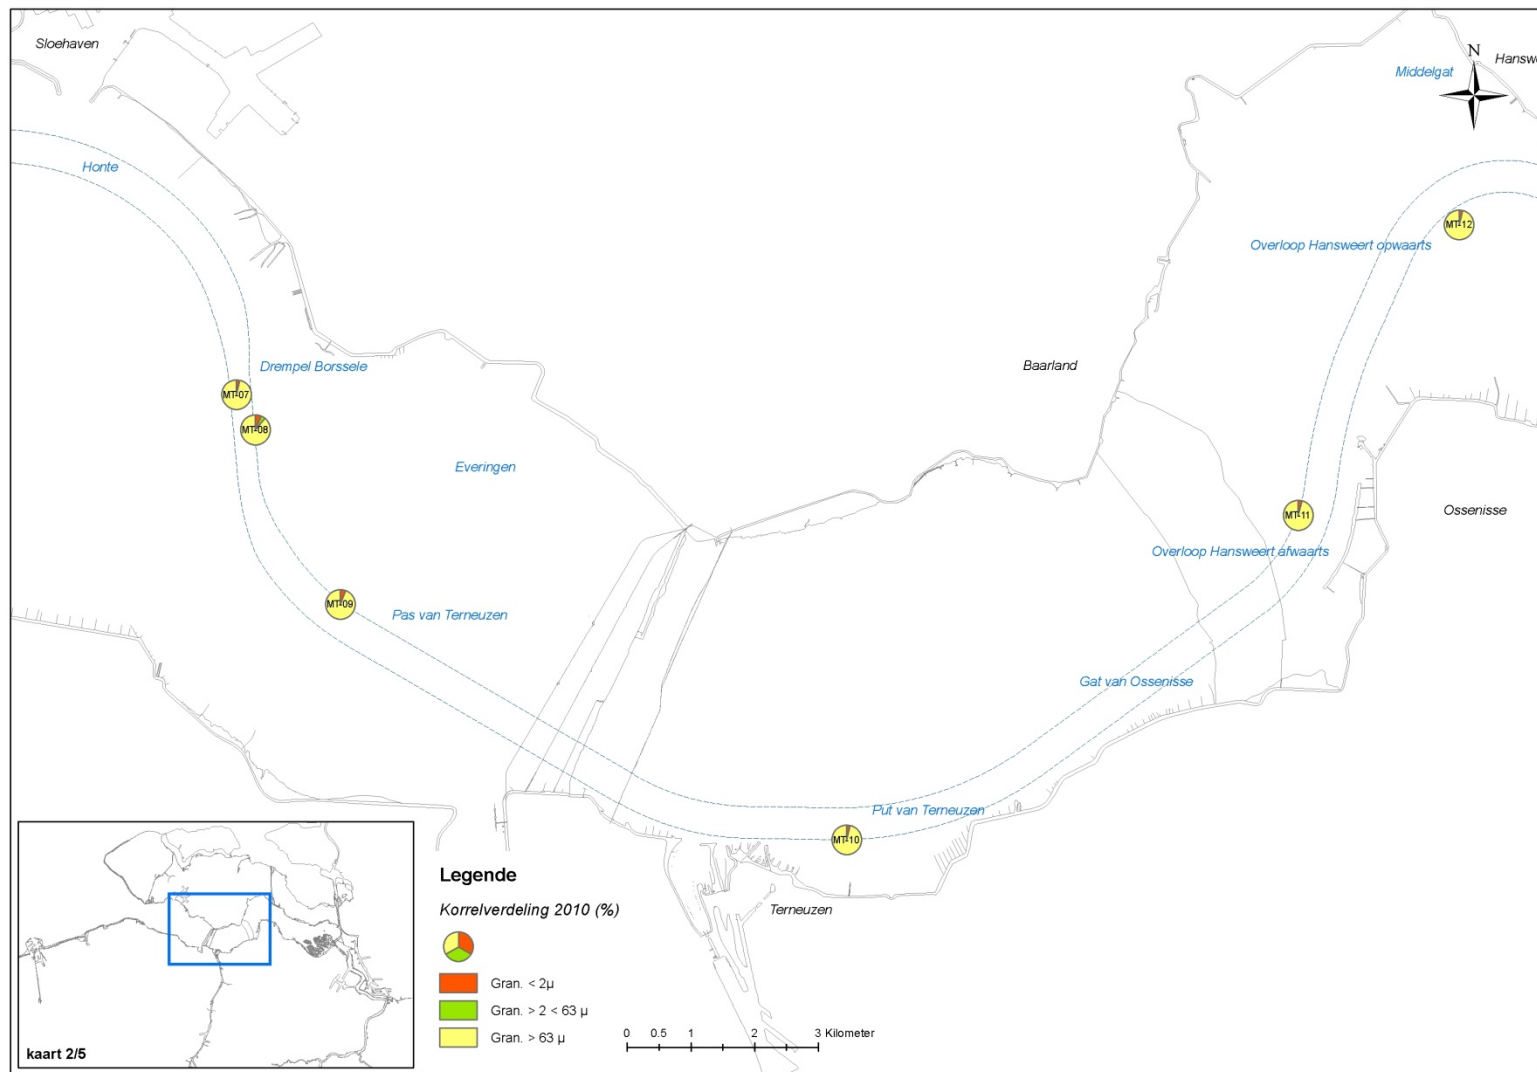 Sloehaven
N
Middelgat
Hanswe
Honte
MT-12
Overloop Hansweert opwaarts
Drempel Borssele
Baarland
MT-07
MT-08
Everingen
Ossenisse
MT-11
Overloop Hansweert afwaarts
MT-09
Pas van Terneuzen
Gat van Ossenisse
Put van Terneuzen
MT-10
Terneuzen
Legende
Korrelverdeling 2010 (%)
Gran. < 2µ
Gran. > 2 < 63 µ
Gran. > 63 µ
0 0.5 1 2 3 Kilometer
kaart 2/5